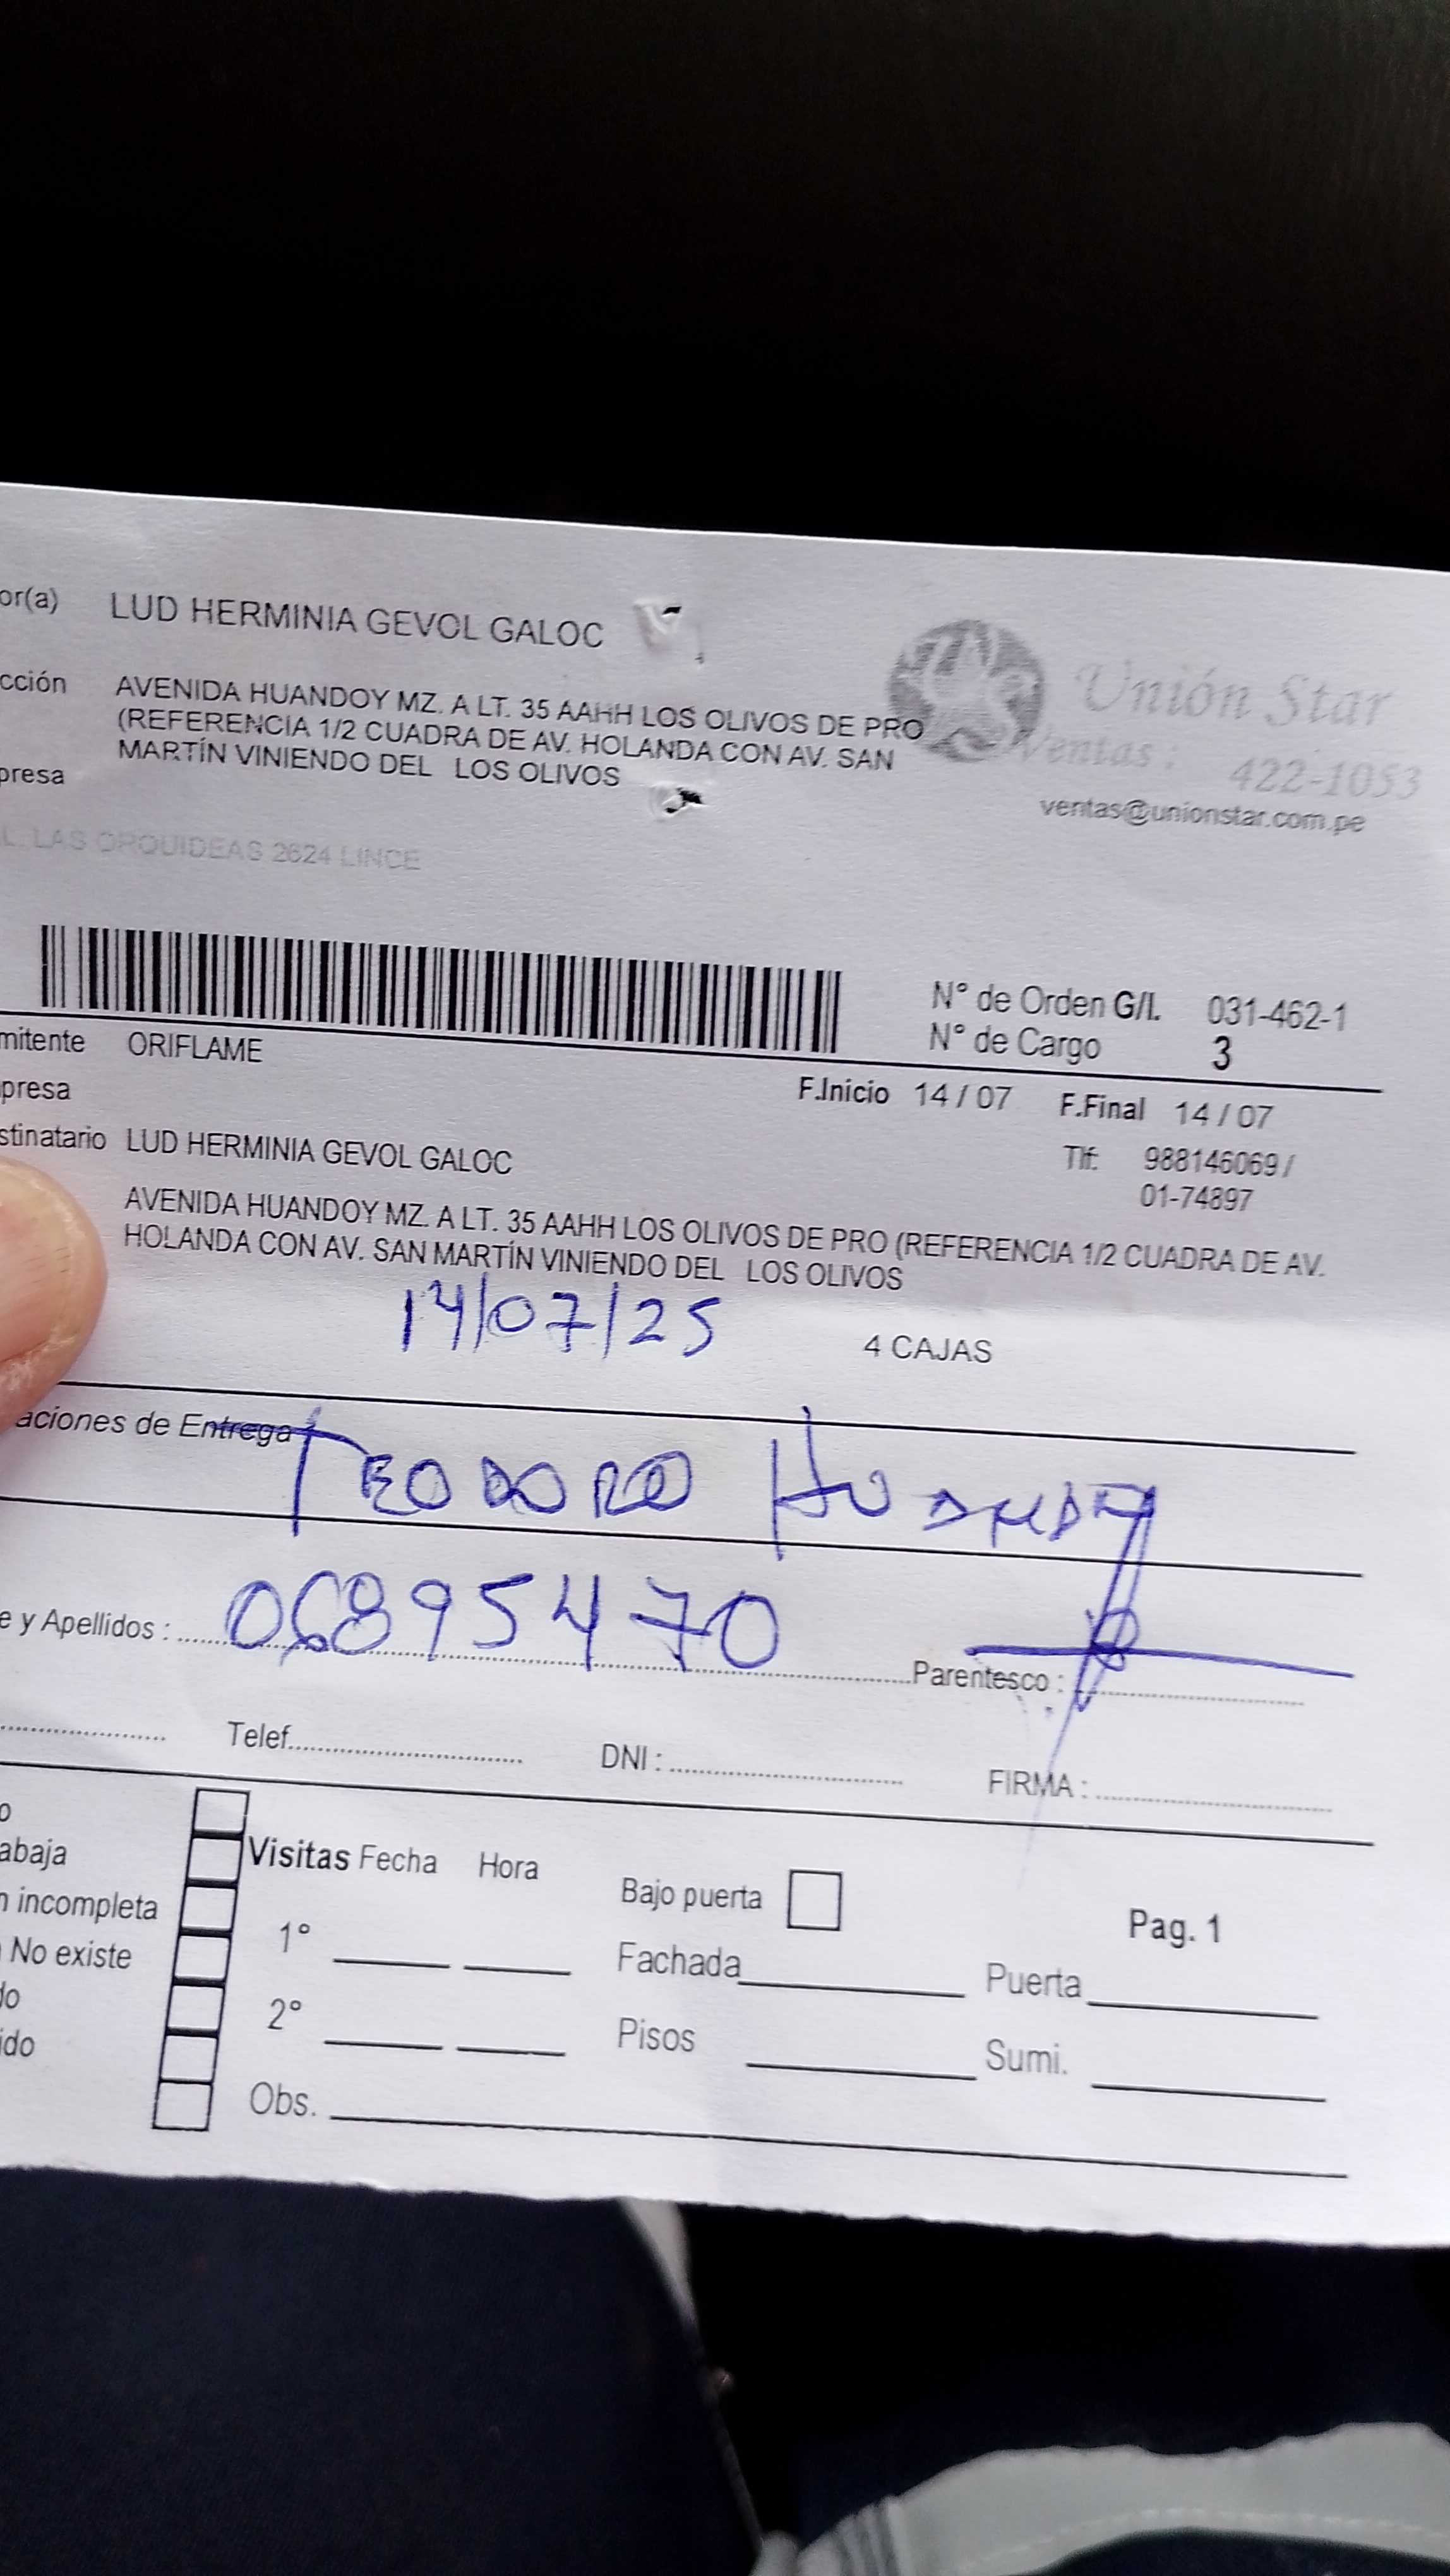 or(a) LUD HERMINIA GEVOL GALOC
cción AVENIDA HUANDOY MZ. A LT. 35 AAHH LOS OLIVOS DE PRO
(REFERENCIA 1/2 CUADRA DE AV. HOLANDA CON AV. SAN
MARTÍN VINIENDO DEL LOS OLIVOS
presa
Unión Star
Ventas :
422-1053
ventas@unionstar.com.pe
L. LAS ORQUIDEAS 2624 LINCE
N° de Orden G/I. 031-462-1
N° de Cargo 3
mitente ORIFLAME
presa
F.Inicio 14 / 07 F.Final 14 / 07
stinatario LUD HERMINIA GEVOL GALOC
Tlf: 988146069 /
01-74897
AVENIDA HUANDOY MZ. A LT. 35 AAHH LOS OLIVOS DE PRO (REFERENCIA 1/2 CUADRA DE AV.
HOLANDA CON AV. SAN MARTÍN VINIENDO DEL LOS OLIVOS
14/07/25 4 CAJAS
aciones de Entrega
TEODORO
06895470
e y Apellidos : Parentesco :
Telef. DNI : FIRMA :
o
abaja
n incompleta
No existe
do
ido
Visitas Fecha Hora
1°
2°
Obs.
Bajo puerta
Fachada Puerta
Pisos Sumi.
Pag. 1